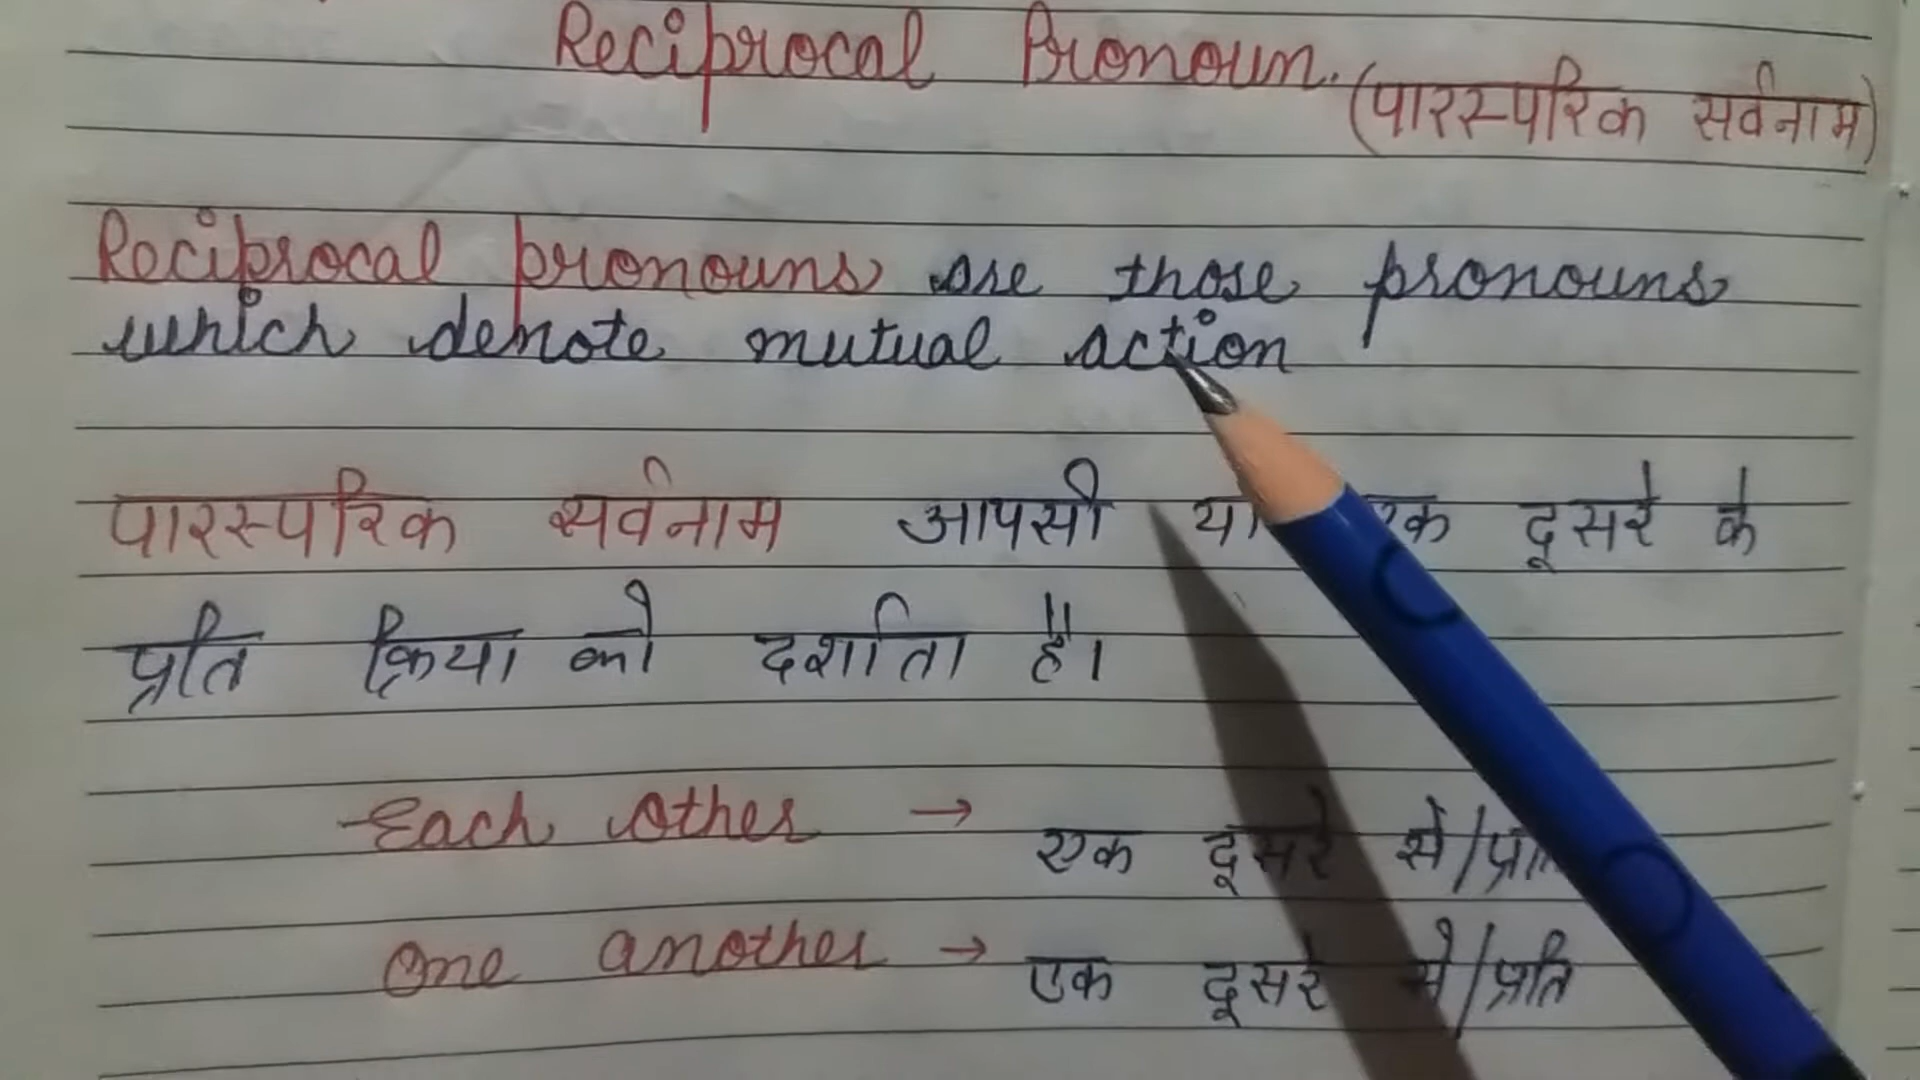 Reciprocal Pronoun.
(पारस्परिक सर्वनाम)
Reciprocal pronouns are those pronouns
which denote mutual action
पारस्परिक सर्वनाम आपसी या एक दूसरे के
प्रति क्रिया को दर्शाता है।
Each other → एक दूसरे से/प्रति
One another → एक दूसरे से/प्रति